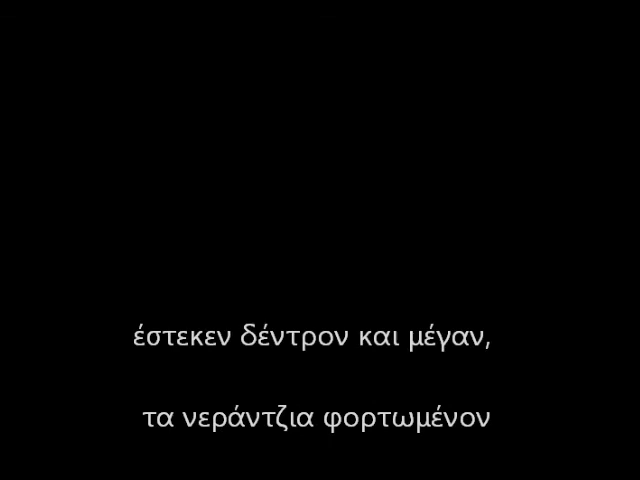 έστεκεν δέντρον και μέγαν,
τα νεράντζια φορτωμένον